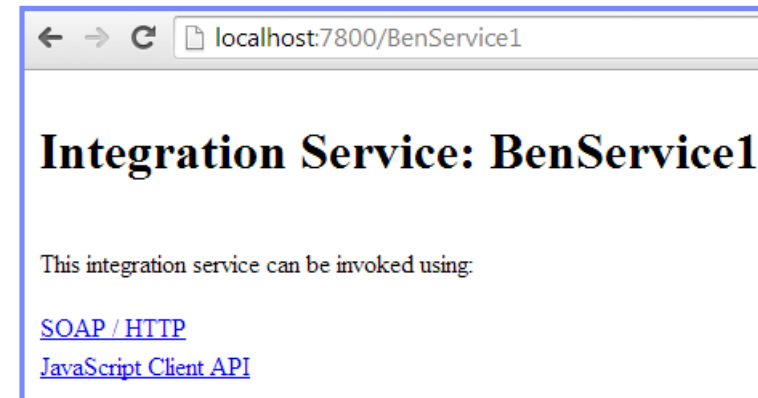 localhost:7800/BenService1
Integration Service: BenService1
This integration service can be invoked using:
SOAP / HTTP
JavaScript Client API